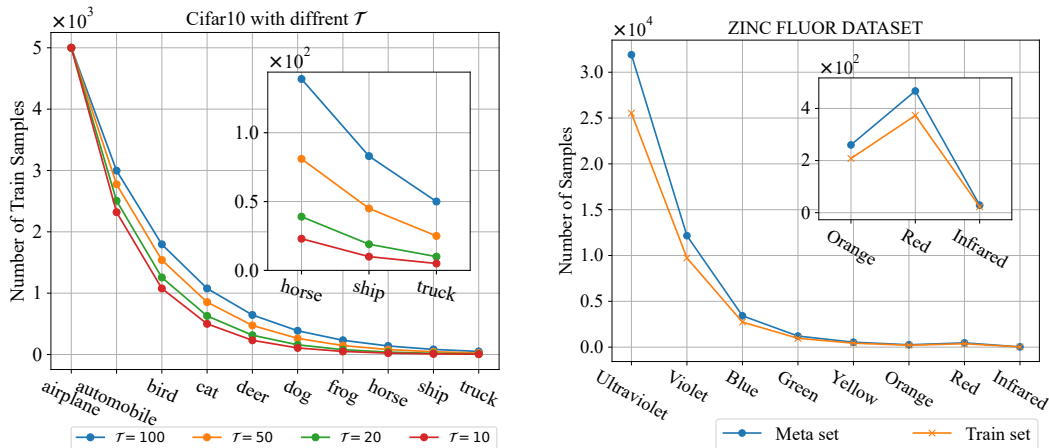 Cifar10 with diffrent 𝒯
×10³
Number of Train Samples
5
4
3
2
1
0
airplane
automobile
bird
cat
deer
dog
frog
horse
ship
truck
×10²
1.0
0.5
0.0
horse
ship
truck
𝒯 = 100
𝒯 = 50
𝒯 = 20
𝒯 = 10
ZINC FLUOR DATASET
×10⁴
Number of Samples
3.0
2.5
2.0
1.5
1.0
0.5
0.0
Ultraviolet
Violet
Blue
Green
Yellow
Orange
Red
Infrared
×10²
4
2
0
Orange
Red
Infrared
Meta set
Train set